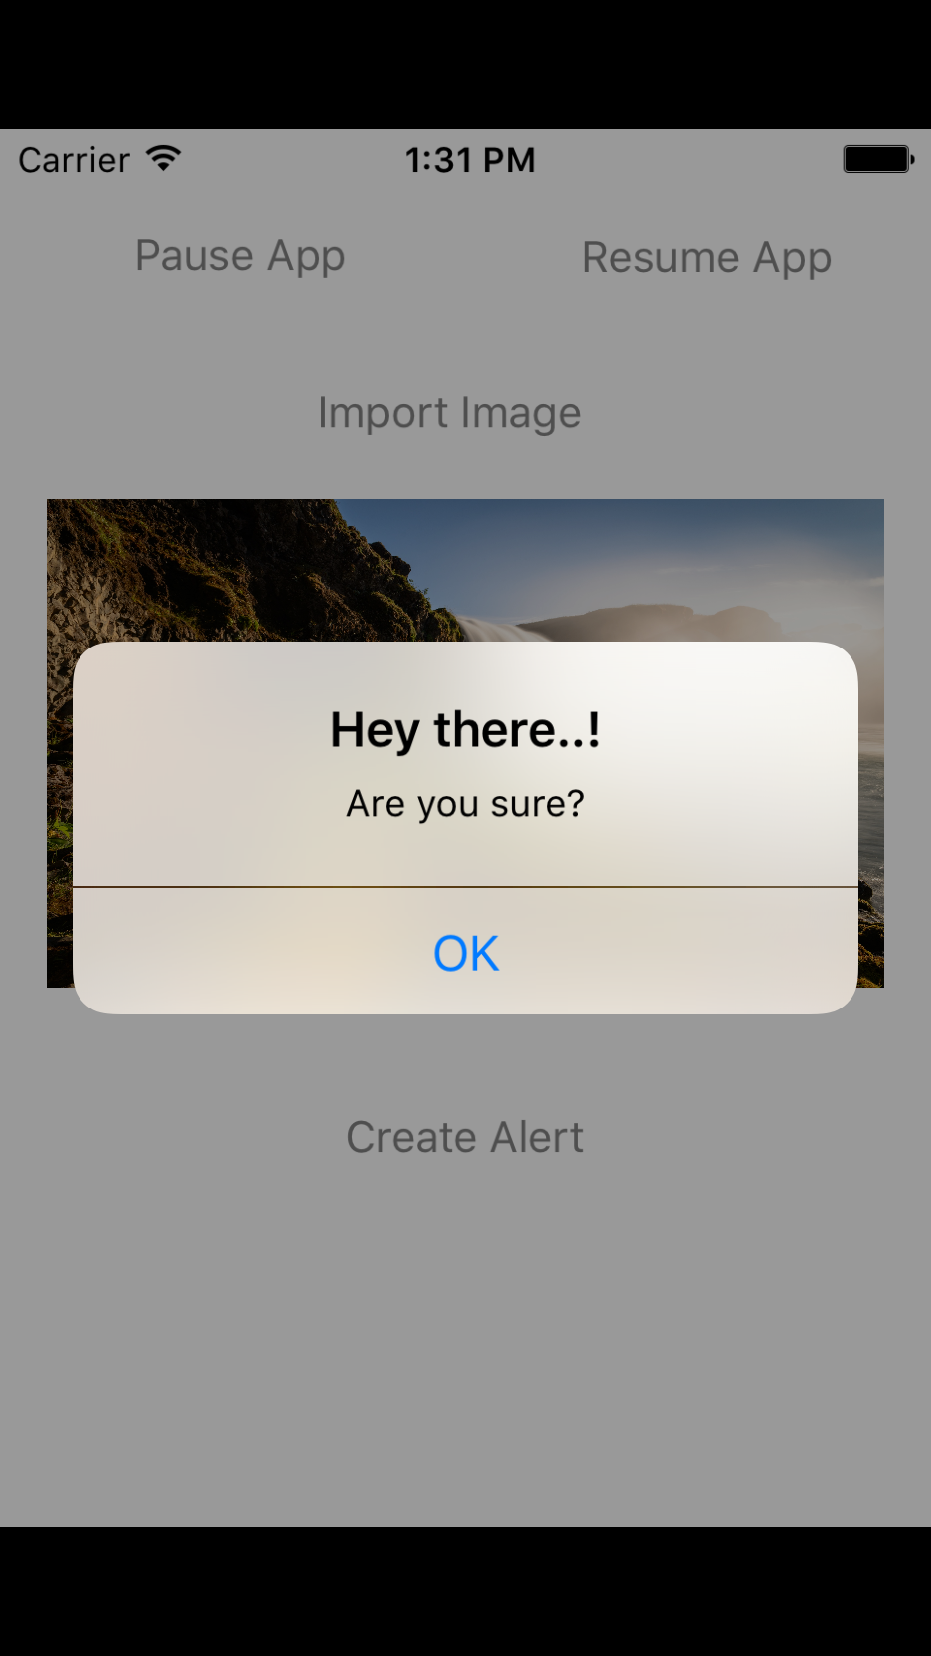 Carrier 1:31 PM
Pause App Resume App
Import Image
Hey there..!
Are you sure?
OK
Create Alert